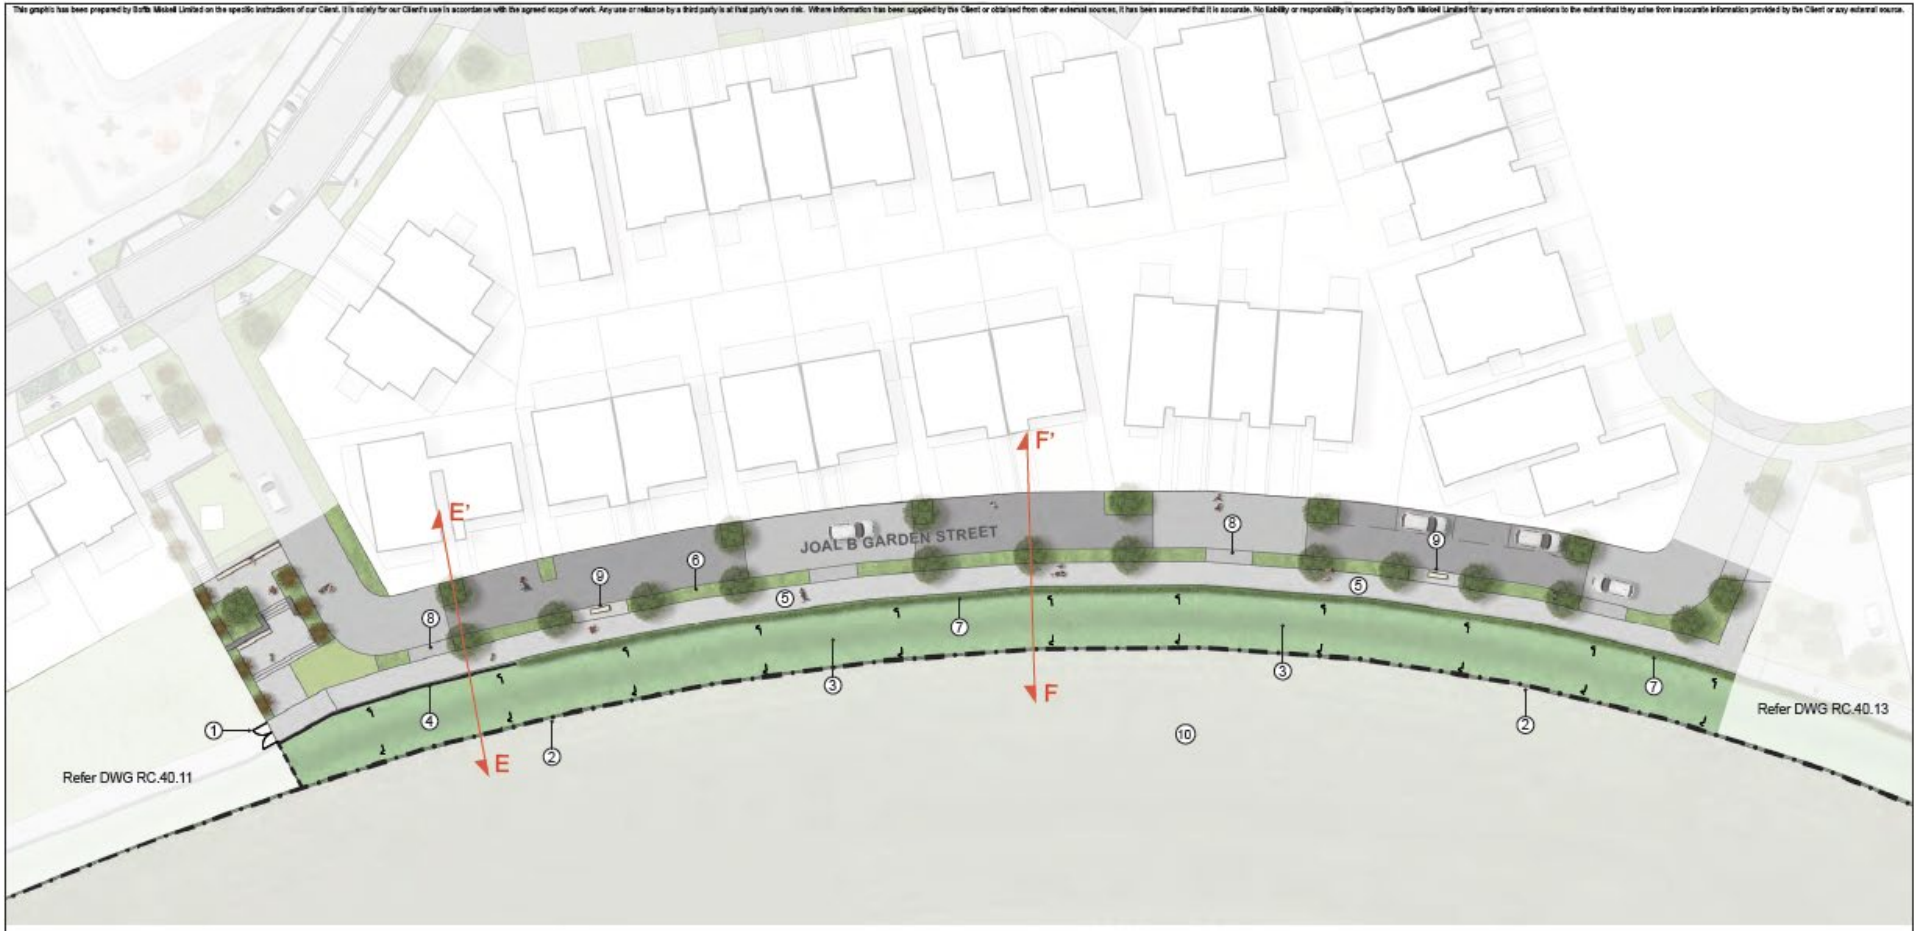 This graphic has been prepared by Boffa Miskell Limited on the specific instructions of our Client. It is solely for our Client's use in accordance with the agreed scope of work. Any use or reliance by a third party is at that party's own risk. Where information has been supplied by the Client or obtained from other external sources, it has been assumed that it is accurate. No liability or responsibility is accepted by Boffa Miskell Limited for any errors or omissions to the extent that they arise from inaccurate information provided by the Client or any external source.
F'
E'
8
9
JOAL B GARDEN STREET
9
6
5
5
8
7
3
3
7
4
F
1
2
2
10
Refer DWG RC.40.13
E
Refer DWG RC.40.11